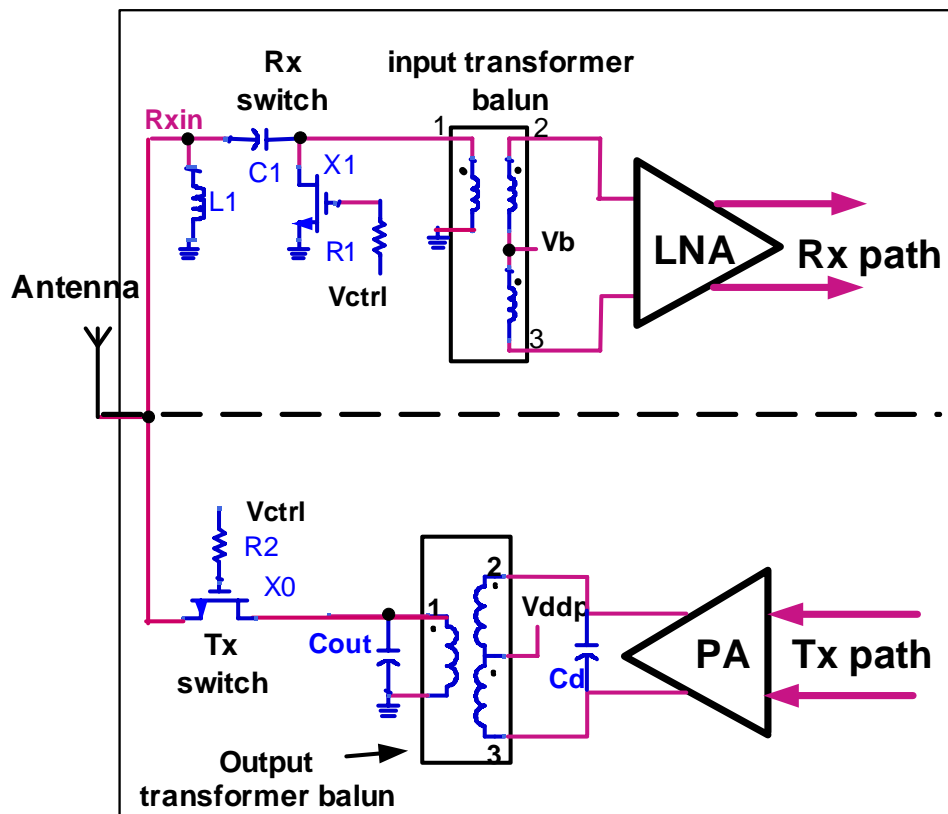 Rx
switch
input transformer
balun
Rxin
1
2
C1
X1
L1
R1
Vb
LNA
Rx path
Vctrl
Antenna
3
Vctrl
R2
X0
2
1
Vddp
Cout
Tx
switch
Cd
PA
Tx path
3
Output
transformer balun